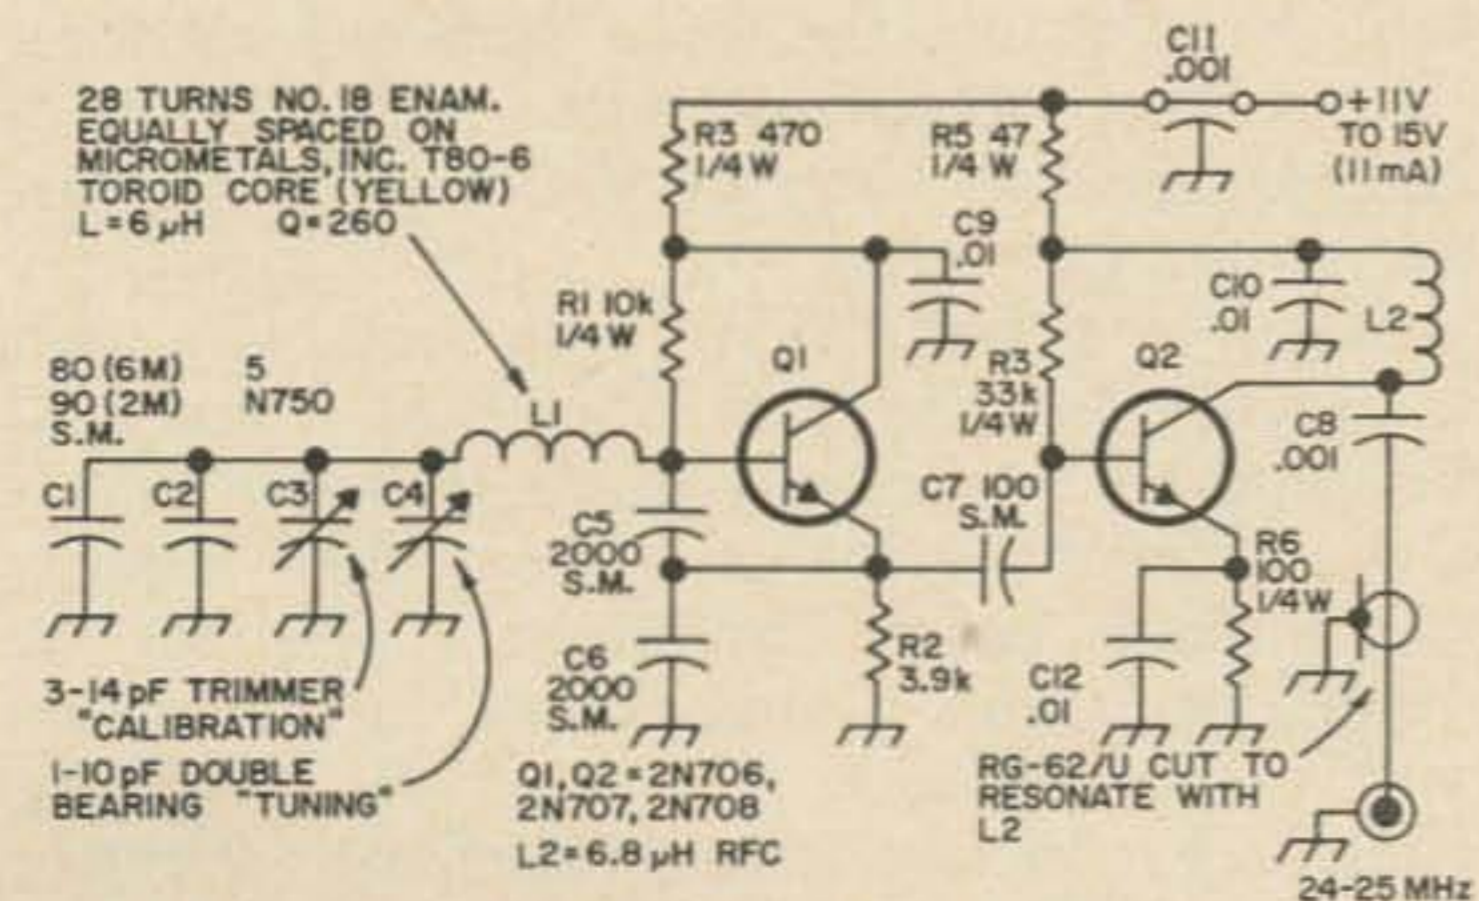 C11
.001
28 TURNS NO. 18 ENAM.
EQUALLY SPACED ON
MICROMETALS, INC. T80-6
TOROID CORE (YELLOW)
L=6 µH Q=260
R3 470
1/4 W
R5 47
1/4 W
+11V
TO 15V
(11mA)
C9
.01
R1 10k
1/4 W
C10
.01
L2
80 (6M) 5
90 (2M) N750
S.M.
L1
Q1
R3
33k
1/4 W
Q2
C8
.001
C1
C2
C3
C4
C5
2000
S.M.
C7 100
S.M.
R6
100
1/4 W
C6
2000
S.M.
R2
3.9k
C12
.01
3-14 pF TRIMMER
"CALIBRATION"
1-10 pF DOUBLE
BEARING "TUNING"
Q1, Q2 = 2N706,
2N707, 2N708
L2=6.8 µH RFC
RG-62/U CUT TO
RESONATE WITH
L2
24-25 MHz